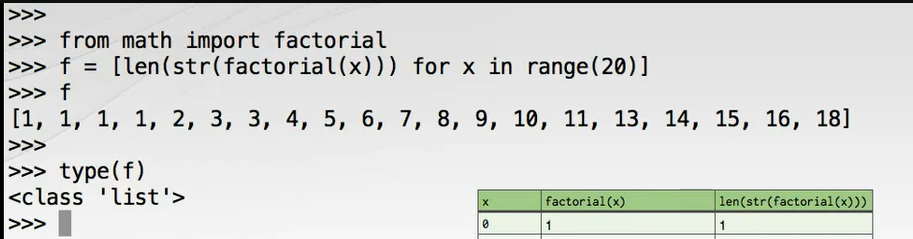 >>>
>>> from math import factorial
>>> f = [len(str(factorial(x))) for x in range(20)]
>>> f
[1, 1, 1, 1, 2, 3, 3, 4, 5, 6, 7, 8, 9, 10, 11, 13, 14, 15, 16, 18]
>>>
>>> type(f)
<class 'list'>
>>>
x factorial(x) len(str(factorial(x)))
0 1 1